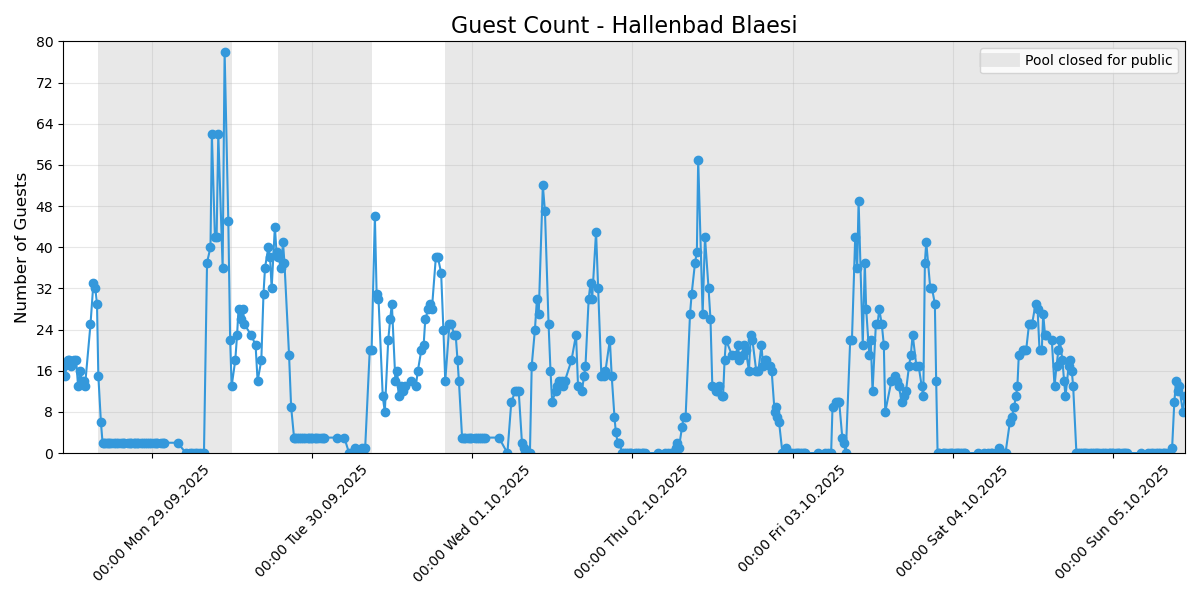 Guest Count - Hallenbad Blaesi
Pool closed for public
Number of Guests
80
72
64
56
48
40
32
24
16
8
0
00:00 Mon 29.09.2025
00:00 Tue 30.09.2025
00:00 Wed 01.10.2025
00:00 Thu 02.10.2025
00:00 Fri 03.10.2025
00:00 Sat 04.10.2025
00:00 Sun 05.10.2025